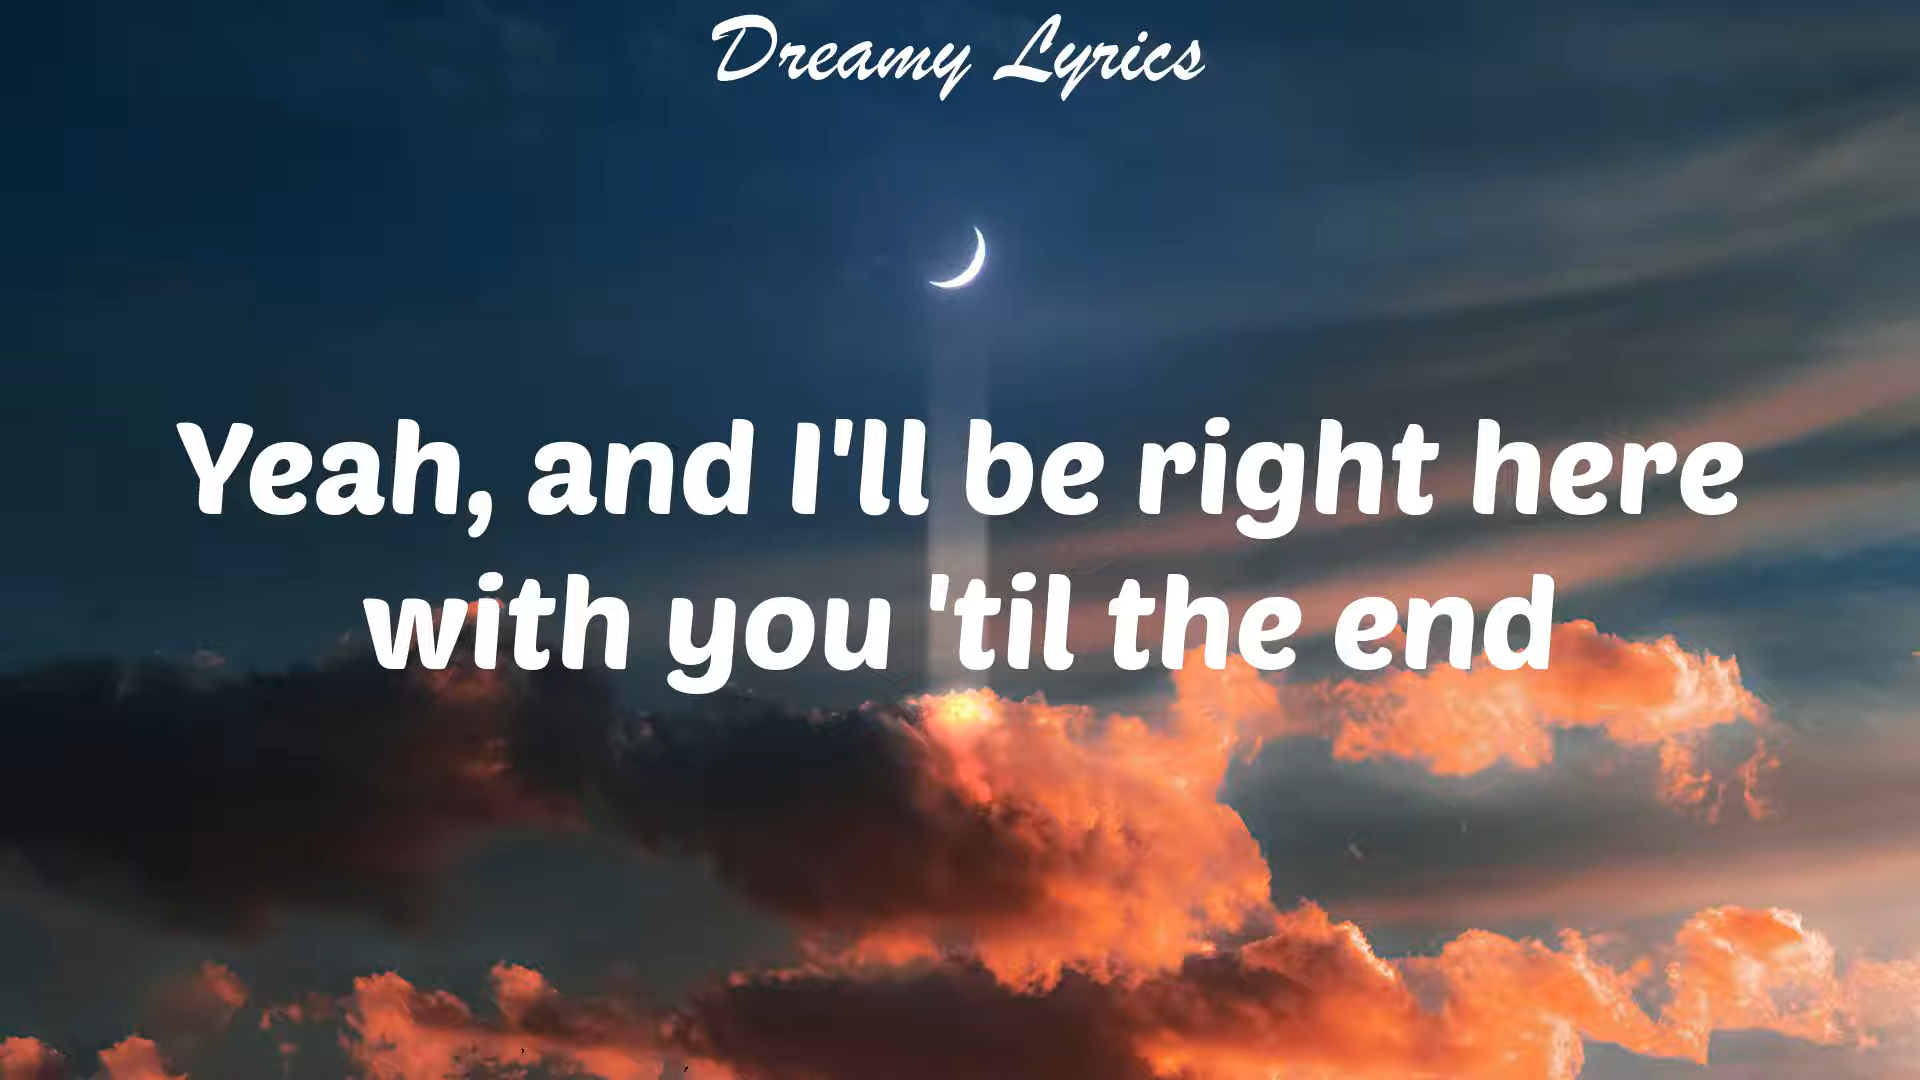 Dreamy Lyrics
Yeah, and I'll be right here
with you 'til the end